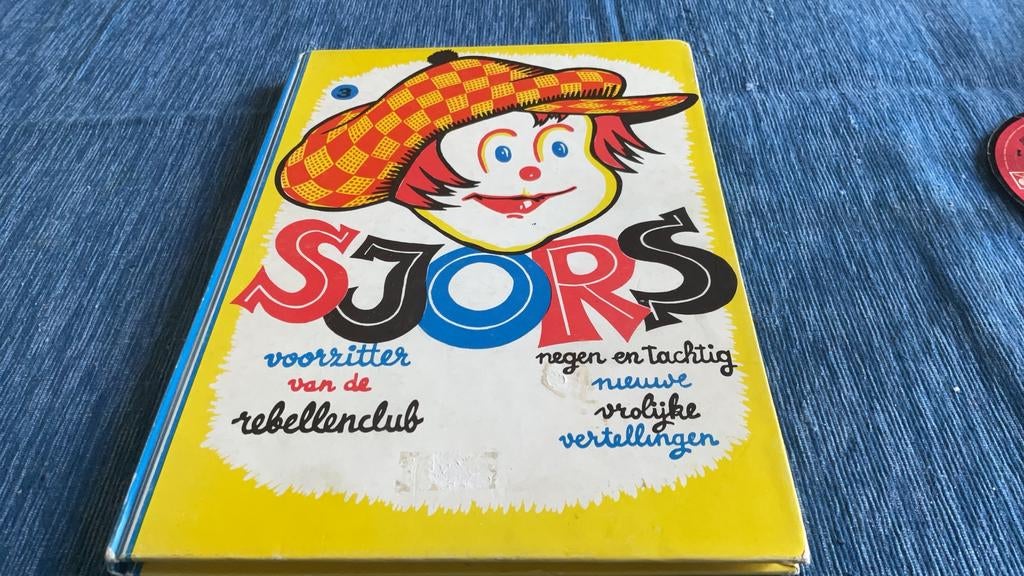 3
SJORS
voorzitter
van de
rebellenclub
negen en tachtig
nieuwe
vrolijke
vertellingen